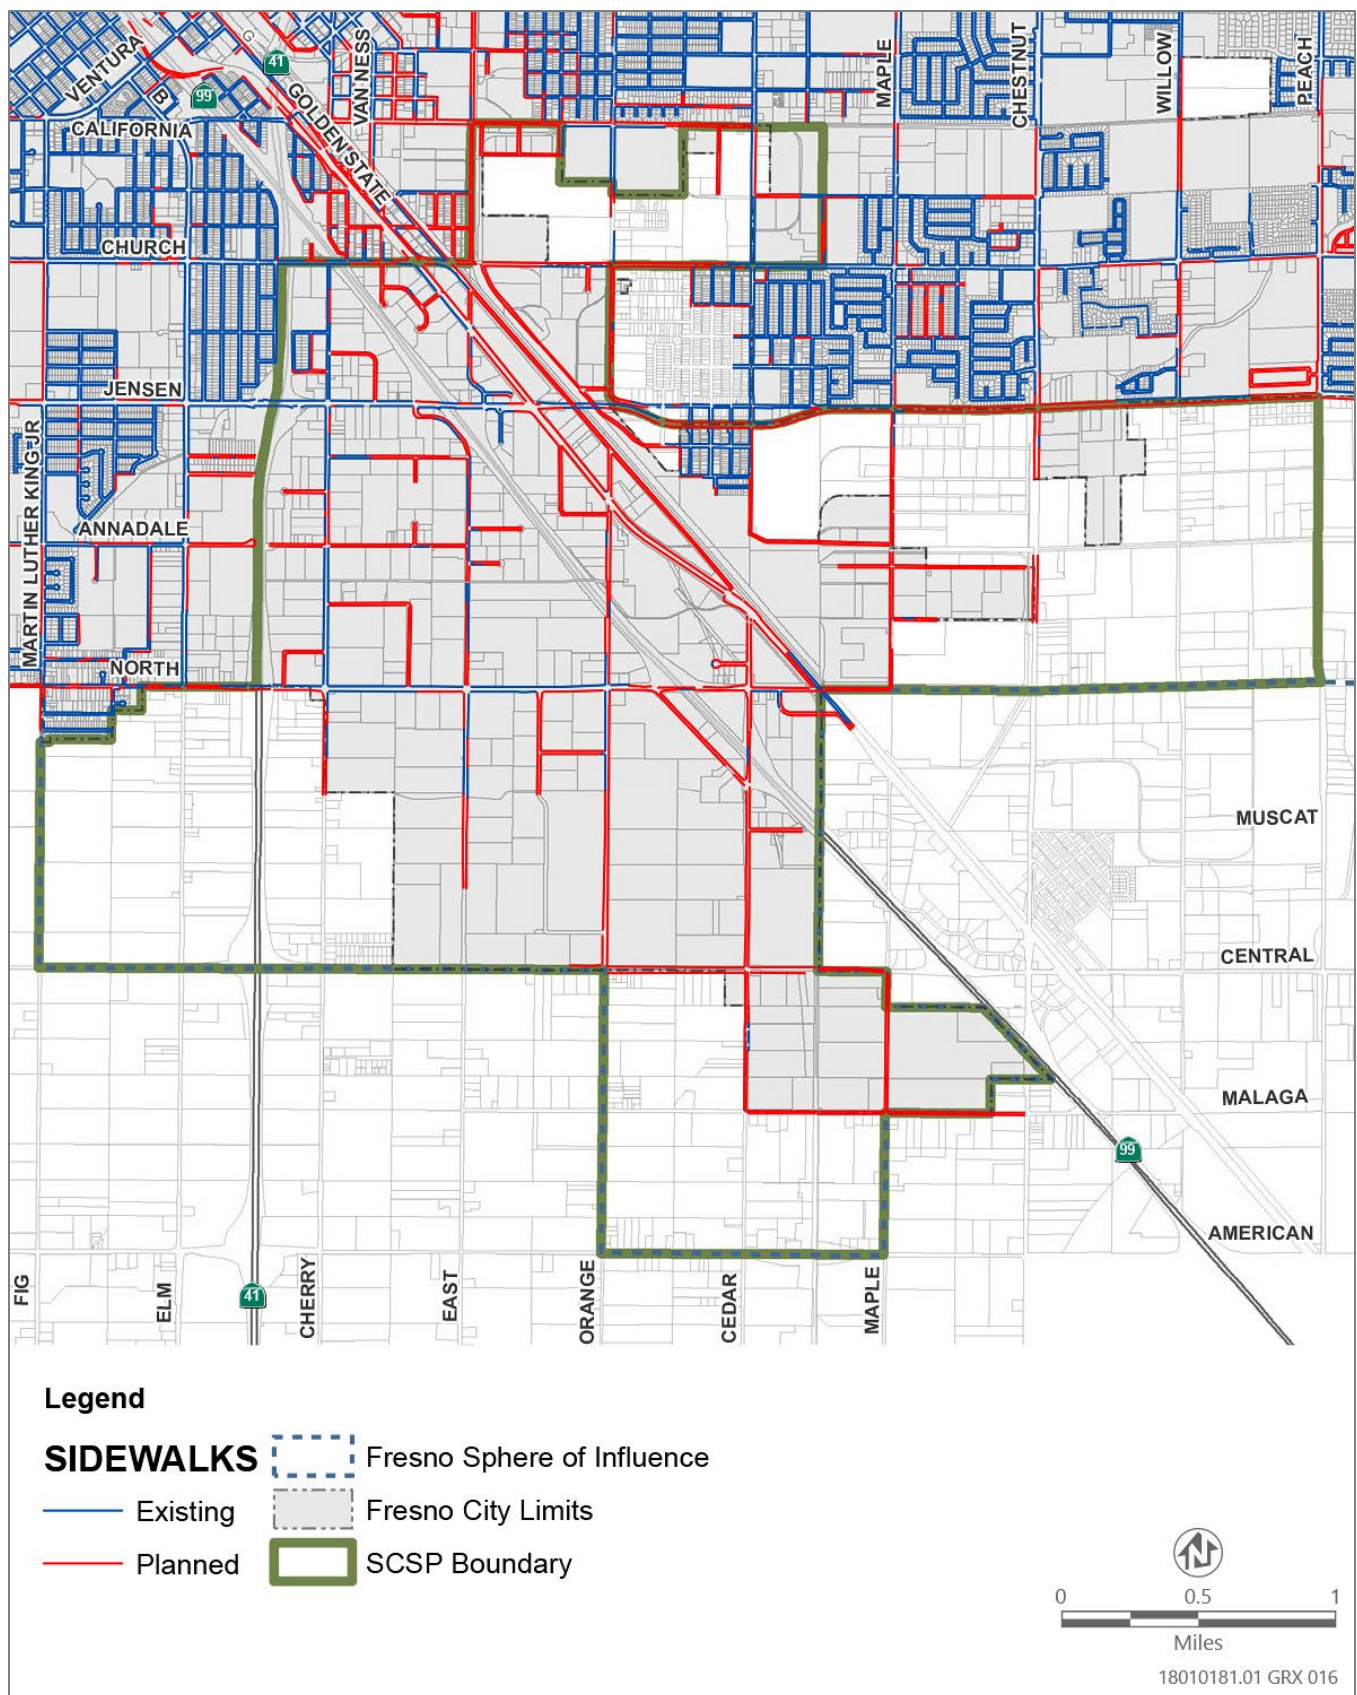 G
41
VAN NESS
MAPLE
CHESTNUT
WILLOW
PEACH
VENTURA
B
99
GOLDEN STATE
CALIFORNIA
CHURCH
JENSEN
MARTIN LUTHER KING JR
ANNADALE
NORTH
MUSCAT
CENTRAL
MALAGA
99
AMERICAN
FIG
ELM
41
CHERRY
EAST
ORANGE
CEDAR
MAPLE
Legend
SIDEWALKS
Existing
Planned
Fresno Sphere of Influence
Fresno City Limits
SCSP Boundary
N
0 0.5 1
Miles
18010181.01 GRX 016